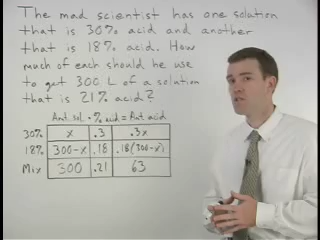 The mad scientist has one solution
that is 30% acid and another
that is 18% acid. How
much of each should he use
to get 300 L of a solution
that is 21% acid?
Amt. sol. · % acid = Amt acid
30% x .3 .3x
18% 300-x .18 .18(300-x)
Mix 300 .21 63